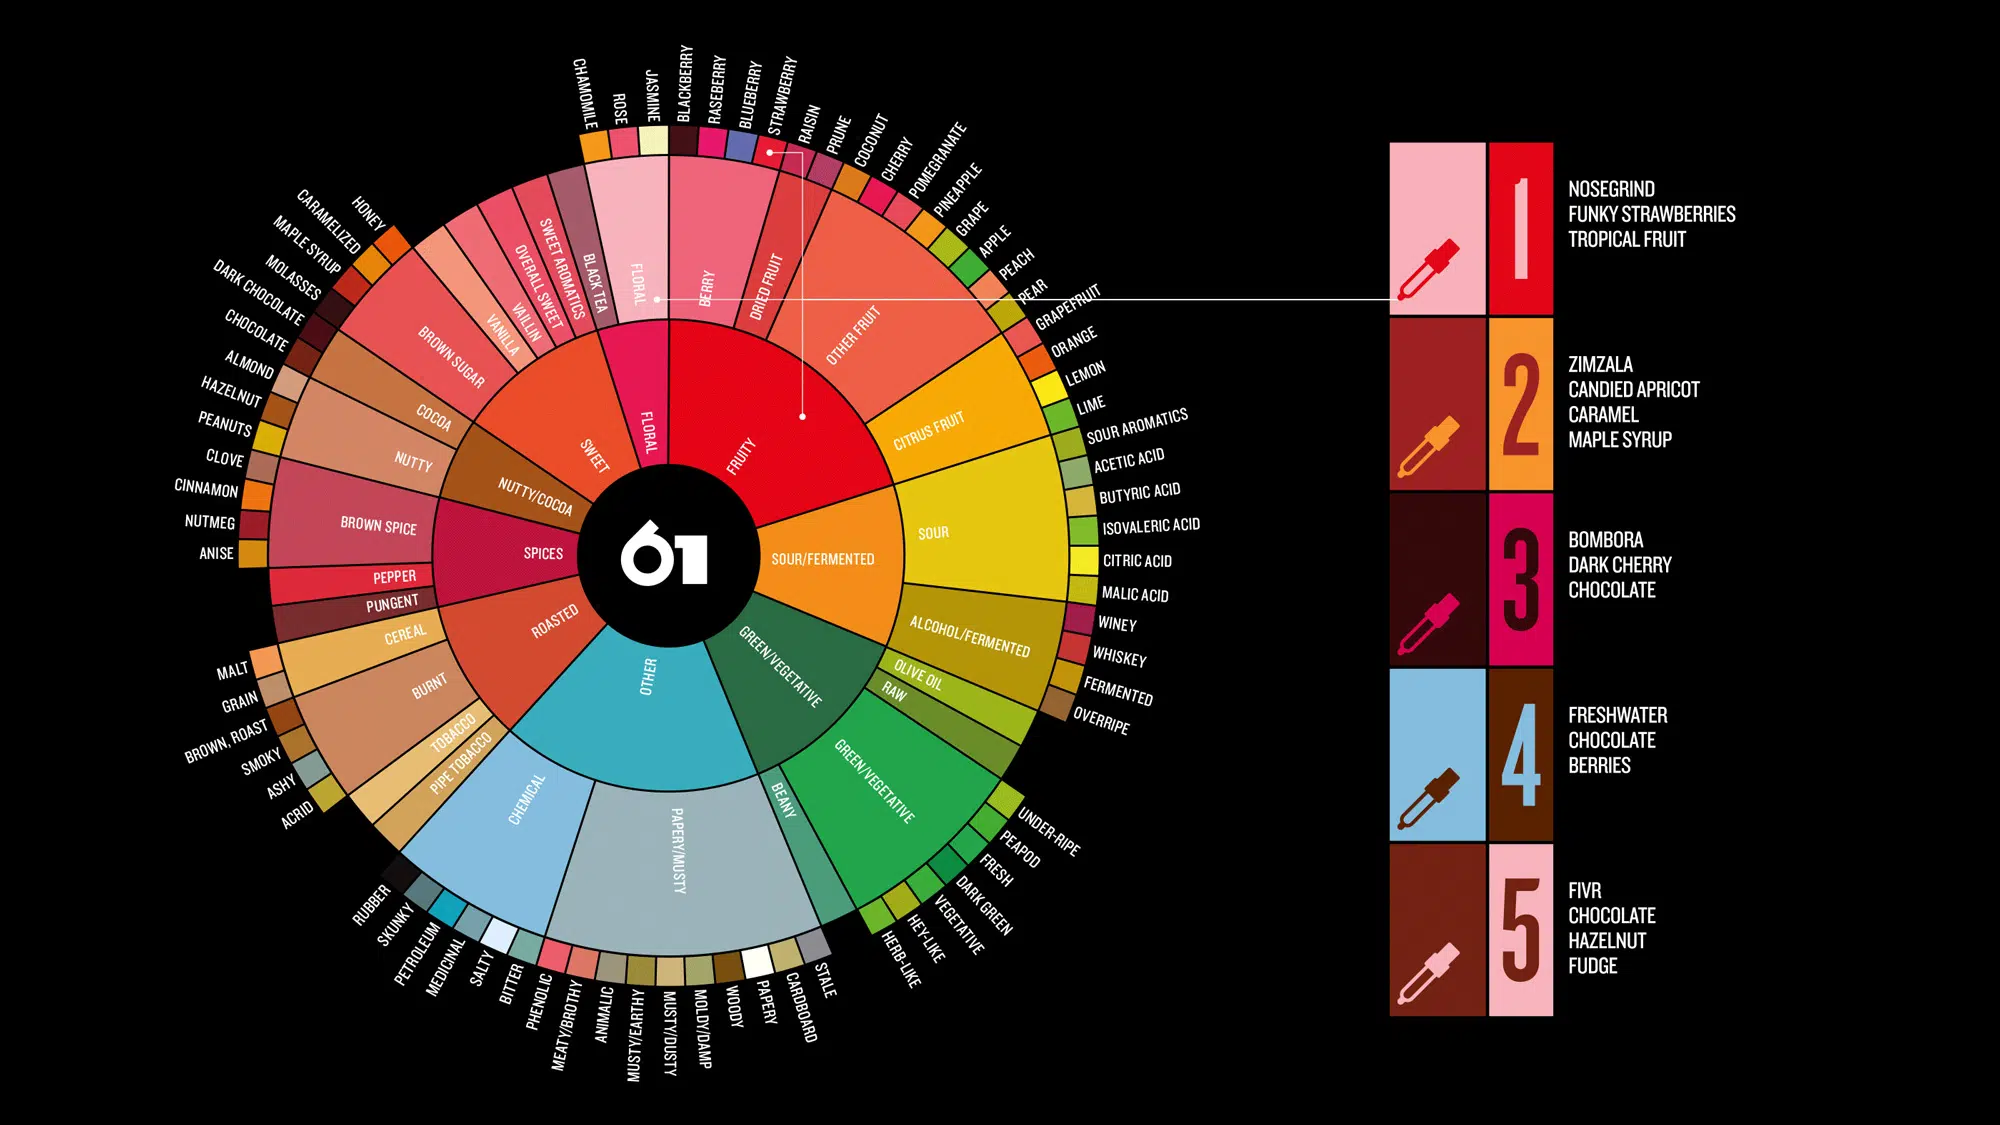 CHAMOMILE
ROSE
JASMINE
BLACKBERRY
RASEBERRY
BLUEBERRY
STRAWBERRY
RAISIN
PRUNE
COCONUT
CHERRY
POMEGRANATE
PINEAPPLE
GRAPE
APPLE
PEACH
PEAR
GRAPEFRUIT
ORANGE
LEMON
LIME
SOUR AROMATICS
ACETIC ACID
BUTYRIC ACID
ISOVALERIC ACID
CITRIC ACID
MALIC ACID
WINEY
WHISKEY
FERMENTED
OVERRIPE
UNDER-RIPE
PEAPOD
FRESH
DARK GREEN
VEGETATIVE
HEY-LIKE
HERB-LIKE
STALE
CARDBOARD
PAPERY
WOODY
MOLDY/DAMP
MUSTY/DUSTY
MUSTY/EARTHY
ANIMALIC
MEATY/BROTHY
PHENOLIC
BITTER
SALTY
MEDICINAL
PETROLEUM
SKUNKY
RUBBER
ACRID
ASHY
SMOKY
BROWN, ROAST
GRAIN
MALT
ANISE
NUTMEG
CINNAMON
CLOVE
PEANUTS
HAZELNUT
ALMOND
CHOCOLATE
DARK CHOCOLATE
MOLASSES
MAPLE SYRUP
CARAMELIZED
HONEY
FLORAL
BERRY
DRIED FRUIT
OTHER FRUIT
CITRUS FRUIT
SOUR
ALCOHOL/FERMENTED
OLIVE OIL
RAW
GREEN/VEGETATIVE
BEANY
PAPERY/MUSTY
CHEMICAL
PIPE TOBACCO
TOBACCO
BURNT
CEREAL
PUNGENT
PEPPER
BROWN SPICE
NUTTY
COCOA
BROWN SUGAR
VANILLA
VAILLIN
OVERALL SWEET
SWEET AROMATICS
BLACK TEA
FLORAL
FRUITY
SOUR/FERMENTED
GREEN/VEGETATIVE
OTHER
ROASTED
SPICES
NUTTY/COCOA
SWEET
61
1
NOSEGRIND
FUNKY STRAWBERRIES
TROPICAL FRUIT
2
ZIMZALA
CANDIED APRICOT
CARAMEL
MAPLE SYRUP
3
BOMBORA
DARK CHERRY
CHOCOLATE
4
FRESHWATER
CHOCOLATE
BERRIES
5
FIVR
CHOCOLATE
HAZELNUT
FUDGE